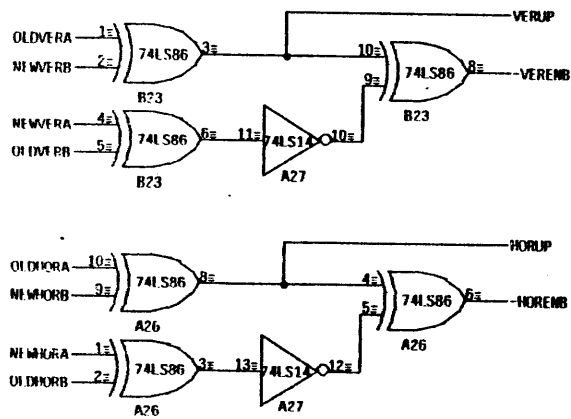 OLDVERA 1 74LS86 3 VERUP
NEWVERB 2 10 74LS86 8 -VERENB
B23 9 B23
NEWVERA 4 74LS86 6 11 74LS14 10
OLDVERB 5 A27
B23
OLDHORA 10 74LS86 8 HORUP
NEWHORB 9 4 74LS86 6 -HORENB
A26 5 A26
NEWHORA 1 74LS86 3 13 74LS14 12
OLDHORB 2 A27
A26